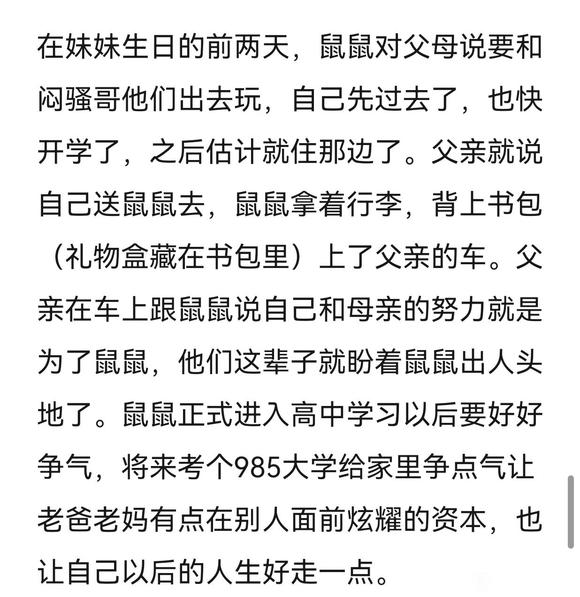 在妹妹生日的前两天，鼠鼠对父母说要和
闷骚哥他们出去玩，自己先过去了，也快
开学了，之后估计就住那边了。父亲就说
自己送鼠鼠去，鼠鼠拿着行李，背上书包
（礼物盒藏在书包里）上了父亲的车。父
亲在车上跟鼠鼠说自己和母亲的努力就是
为了鼠鼠，他们这辈子就盼着鼠鼠出人头
地了。鼠鼠正式进入高中学习以后要好好
争气，将来考个985大学给家里争点气让
老爸老妈有点在别人面前炫耀的资本，也
让自己以后的人生好走一点。